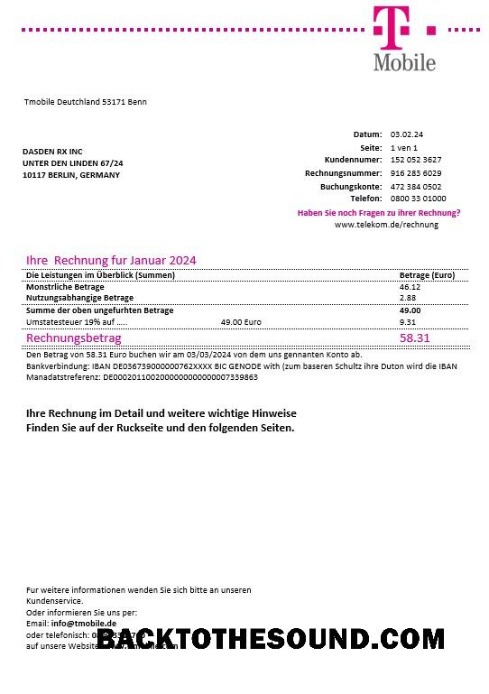 T
Mobile
Tmobile Deutchland 53171 Benn
DASDEN RX INC
UNTER DEN LINDEN 67/24
10117 BERLIN, GERMANY
Datum: 03.02.24
Seite: 1 ven 1
Kundennumer: 152 052 3627
Rechnungsnumer: 916 283 6029
Buchungskonte: 472 384 0502
Telefon: 0800 33 01000
Haben Sie noch Fragen zu ihrer Rechnung?
www.telekom.de/rechnung
Ihre Rechnung fur Januar 2024
Die Leistungen im Überblick (Summen) Betrage (Euro)
Monstrliche Betrage 46.12
Nutzungsabhangige Betrage 2.88
Summe der oben ungefurhten Betrage 49.00
Umstatesteuer 19% auf ..... 49.00 Euro 9.31
Rechnungsbetrag 58.31
Den Betrag von 58.31 Euro buchen wir am 03/03/2024 von dem uns gennanten Konto ab.
Bankverbindung: IBAN DE036739000000762XXXX BIC GENODE with (zum baseren Schultz ihre Duton wird die IBAN
Manadatstreferenz:
Ihre Rechnung im Detail und weitere wichtige Hinweise
Finden Sie auf der Ruckseite und den folgenden Seiten.
Fur weitere informationen wenden Sie sich bitte an unseren
Kundenservice.
Oder informieren Sie uns per:
Email: info@tmobile.de
oder telefonisch:
auf unsere Website
BACKTOTHESOUND.COM